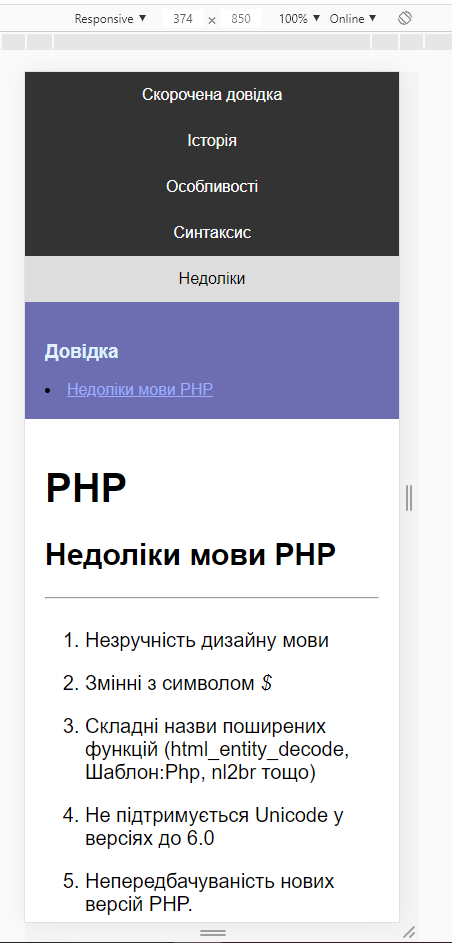 Responsive ▼ 374 x 850 100% ▼ Online ▼
Скорочена довідка
Історія
Особливості
Синтаксис
Недоліки
Довідка
• Недоліки мови PHP
PHP
Недоліки мови PHP
1. Незручність дизайну мови
2. Змінні з символом $
3. Складні назви поширених
функцій (html_entity_decode,
Шаблон:Php, nl2br тощо)
4. Не підтримується Unicode у
версіях до 6.0
5. Непередбачуваність нових
версій PHP.